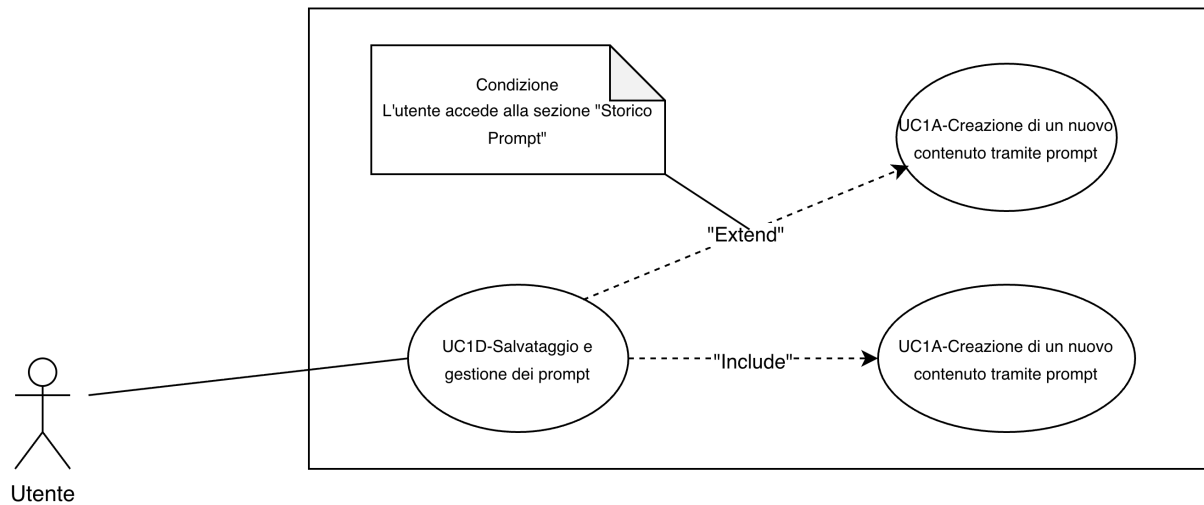 Condizione
L'utente accede alla sezione "Storico
Prompt"
UC1A-Creazione di un nuovo
contenuto tramite prompt
"Extend"
UC1D-Salvataggio e
gestione dei prompt
"Include"
UC1A-Creazione di un nuovo
contenuto tramite prompt
Utente